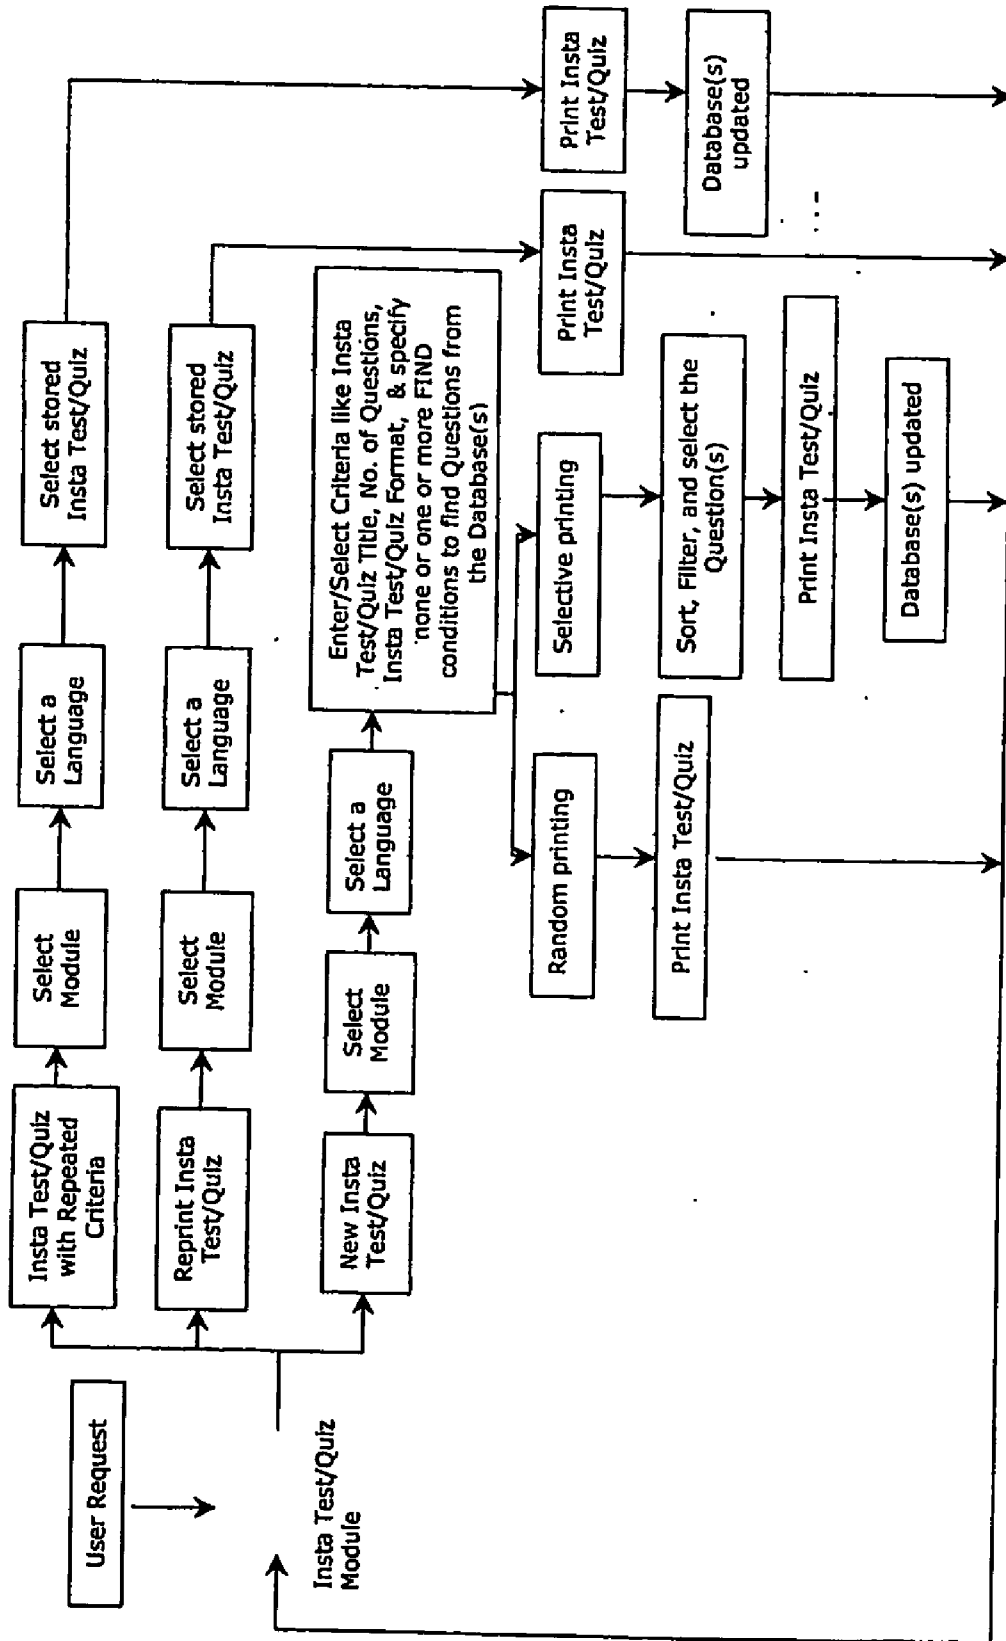 User Request
Insta Test/Quiz
Module
Insta Test/Quiz
with Repeated
Criteria
Select
Module
Select a
Language
Select stored
Insta Test/Quiz
Print Insta
Test/Quiz
Database(s)
updated
Reprint Insta
Test/Quiz
Select
Module
Select a
Language
Select stored
Insta Test/Quiz
Print Insta
Test/Quiz
New Insta
Test/Quiz
Select
Module
Select a
Language
Enter/Select Criteria like Insta
Test/Quiz Title, No. of Questions,
Insta Test/Quiz Format, & specify
none or one or more FIND
conditions to find Questions from
the Database(s)
Random printing
Print Insta Test/Quiz
Selective printing
Sort, Filter, and select the
Question(s)
Print Insta Test/Quiz
Database(s) updated